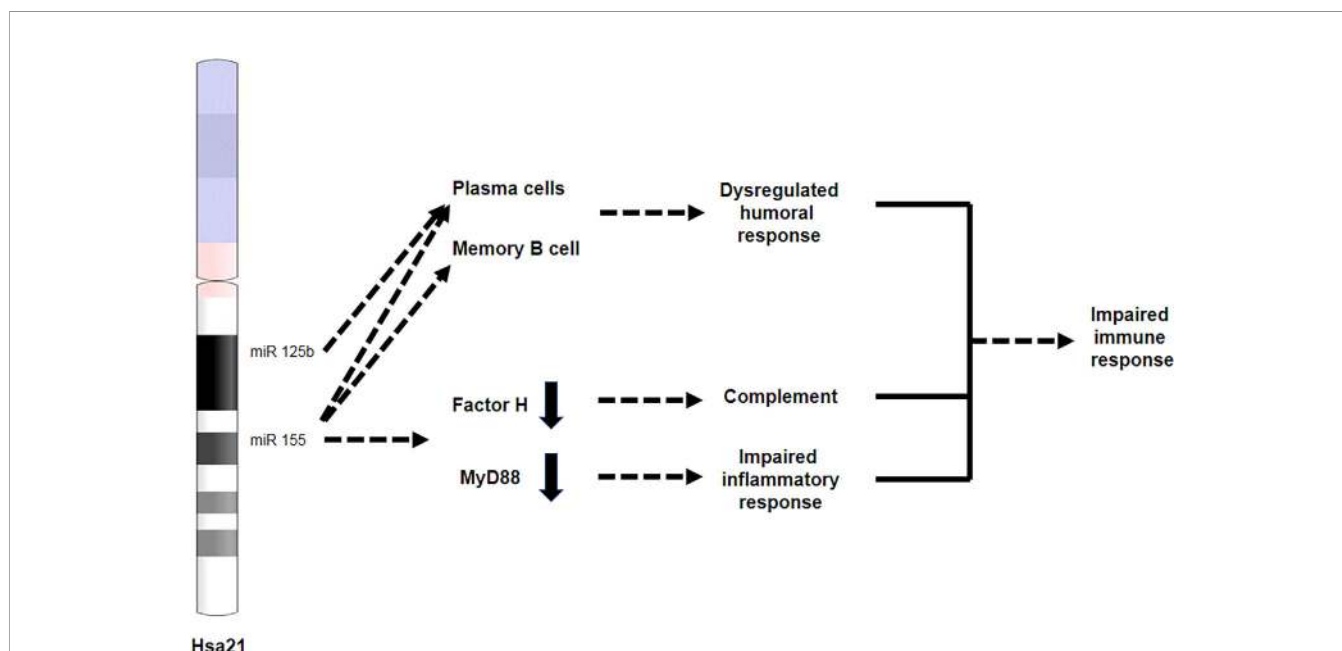 Plasma cells
Memory B cell
Dysregulated
humoral
response
miR 125b
miR 155
Factor H
MyD88
Complement
Impaired
inflammatory
response
Impaired
immune
response
Hsa21